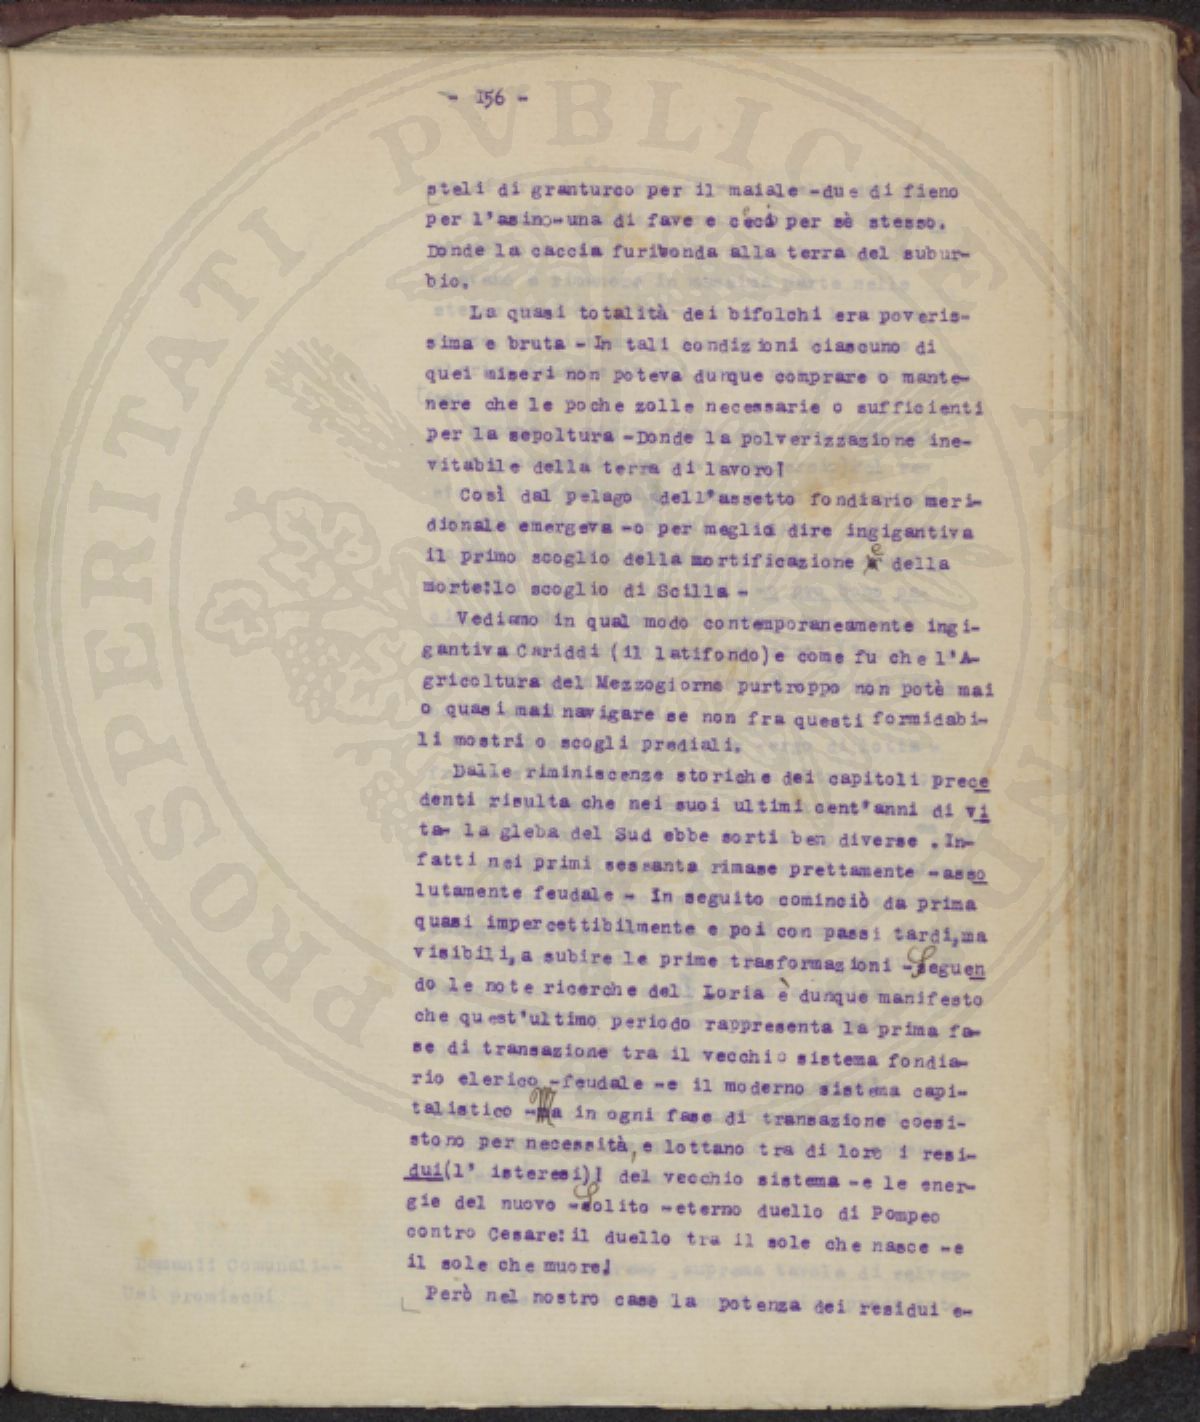 - 156 -
steli di granturco per il maiale -due di fieno
per l'asino-una di fave e ceci per sè stesso.
Donde la caccia furibonda alla terra del subur-
bio.
La quasi totalità dei bifolchi era poveris-
sima e bruta - In tali condizioni ciascuno di
quei miseri non poteva dunque comprare o mante-
nere che le poche zolle necessarie o sufficienti
per la sepoltura -Donde la polverizzazione ine-
vitabile della terra di lavoro!
Così dal pelago dell'assetto fondiario meri-
dionale emergeva -o per meglio dire ingigantiva
il primo scoglio della mortificazione e della
morte:lo scoglio di Scilla -
Vediamo in qual modo contemporaneamente ingi-
gantiva Cariddi (il latifondo)e come fu che l'A-
gricoltura del Mezzogiorno purtroppo non potè mai
o quasi mai navigare se non fra questi formidabi-
li mostri o scogli prediali.
Dalle riminiscenze storiche dei capitoli prece
denti risulta che nei suoi ultimi cent'anni di vi
ta- la gleba del Sud ebbe sorti ben diverse . In-
fatti nei primi sessanta rimase prettamente -asso
lutamente feudale - In seguito cominciò da prima
quasi impercettibilmente e poi con passi tardi,ma
visibili,a subire le prime trasformazioni -Seguen
do le note ricerche del Loria è dunque manifesto
che quest'ultimo periodo rappresenta la prima fa-
se di transazione tra il vecchio sistema fondia-
rio clerico -feudale -e il moderno sistema capi-
talistico -Ma in ogni fase di transazione coesi-
stono per necessità, e lottano tra di loro i resi-
dui(l' isteresi)! del vecchio sistema -e le ener-
gie del nuovo -Solito -eterno duello di Pompeo
contro Cesare:il duello tra il sole che nasce -e
il sole che muore!
Però nel nostro caso la potenza dei residui e-
Demanii Comunali-
Usi promiscui
PROSPERITATI PVBLICAE AVGENDAE